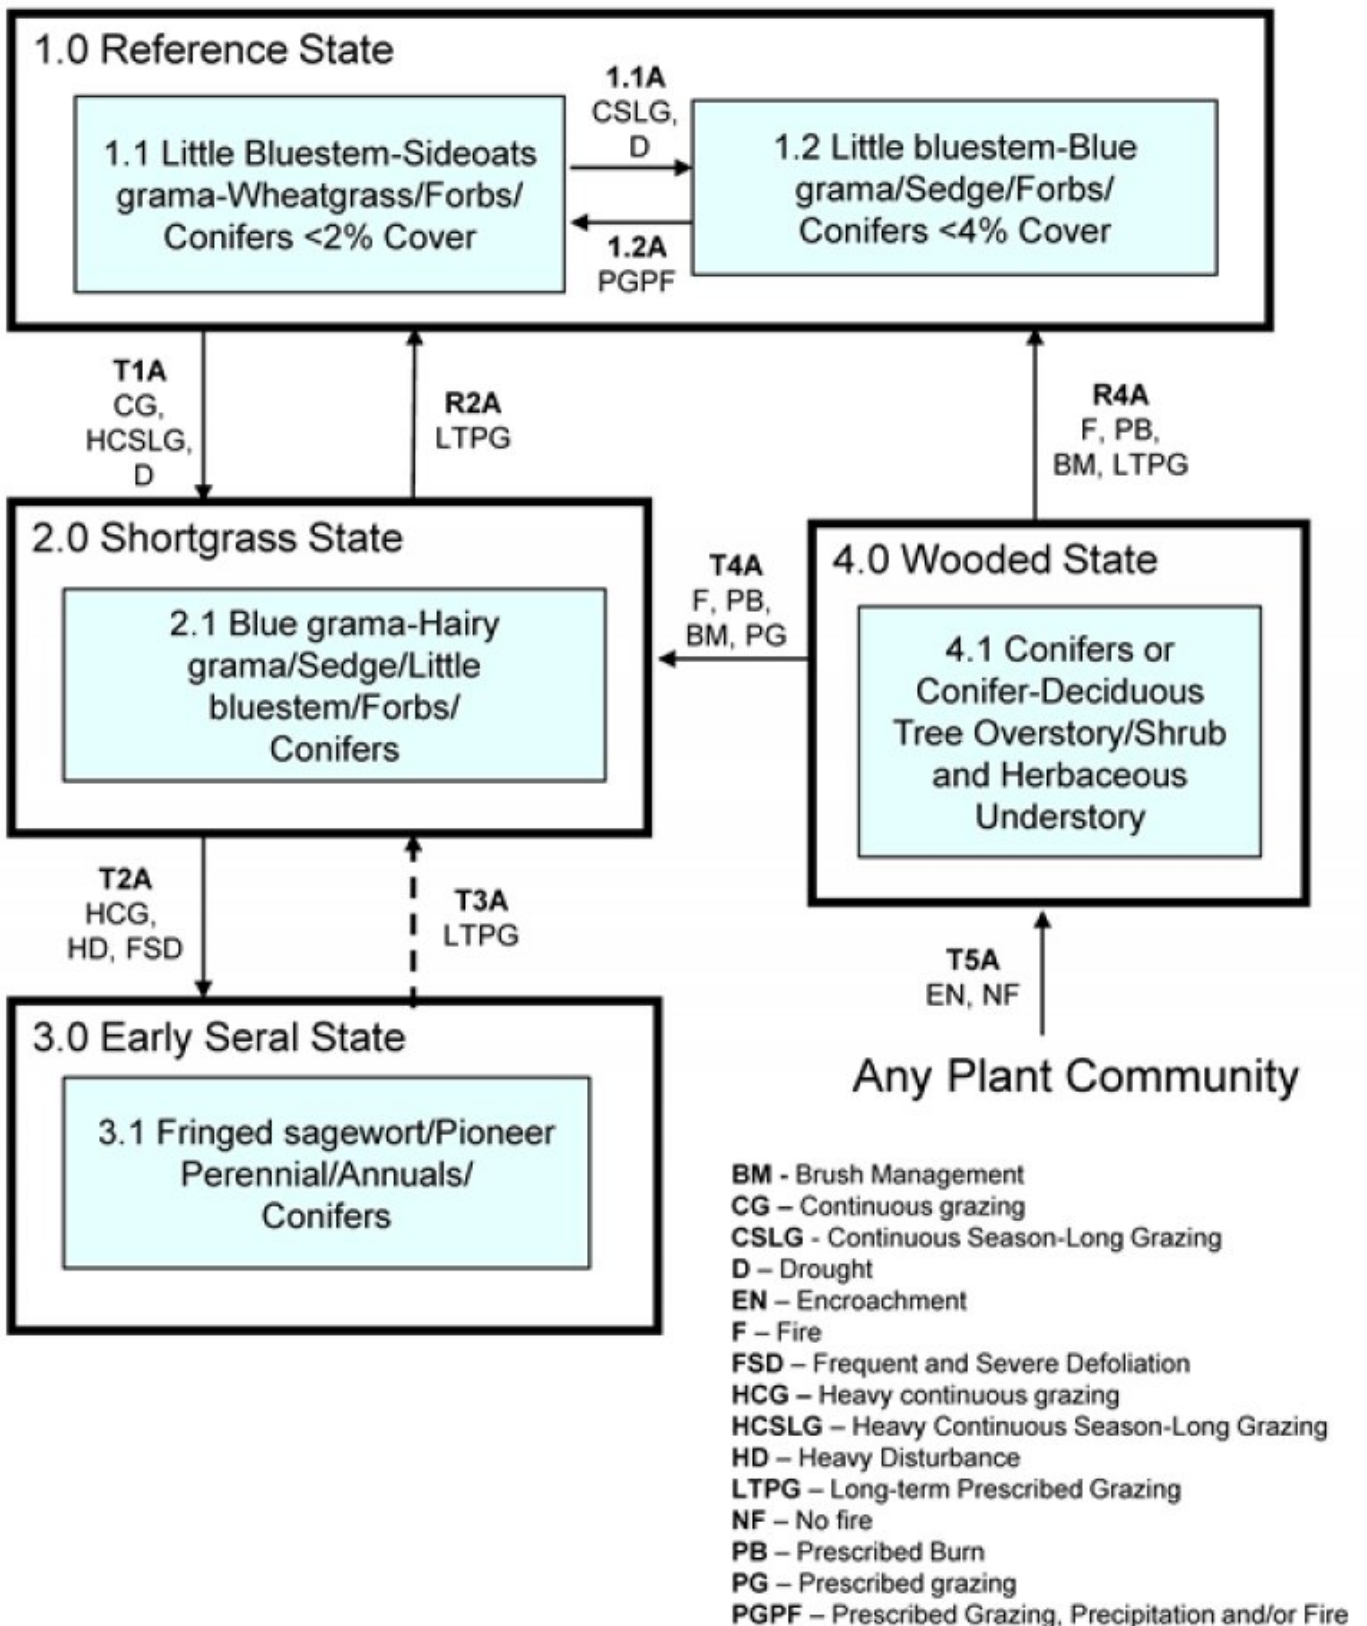 1.0 Reference State
1.1 Little Bluestem-Sideoats
grama-Wheatgrass/Forbs/
Conifers <2% Cover
1.1A
CSLG,
D
1.2A
PGPF
1.2 Little bluestem-Blue
grama/Sedge/Forbs/
Conifers <4% Cover
T1A
CG,
HCSLG,
D
R2A
LTPG
R4A
F, PB,
BM, LTPG
2.0 Shortgrass State
2.1 Blue grama-Hairy
grama/Sedge/Little
bluestem/Forbs/
Conifers
T4A
F, PB,
BM, PG
4.0 Wooded State
4.1 Conifers or
Conifer-Deciduous
Tree Overstory/Shrub
and Herbaceous
Understory
T2A
HCG,
HD, FSD
T3A
LTPG
T5A
EN, NF
Any Plant Community
3.0 Early Seral State
3.1 Fringed sagewort/Pioneer
Perennial/Annuals/
Conifers
BM - Brush Management
CG – Continuous grazing
CSLG - Continuous Season-Long Grazing
D – Drought
EN – Encroachment
F – Fire
FSD – Frequent and Severe Defoliation
HCG – Heavy continuous grazing
HCSLG – Heavy Continuous Season-Long Grazing
HD – Heavy Disturbance
LTPG – Long-term Prescribed Grazing
NF – No fire
PB – Prescribed Burn
PG – Prescribed grazing
PGPF – Prescribed Grazing, Precipitation and/or Fire